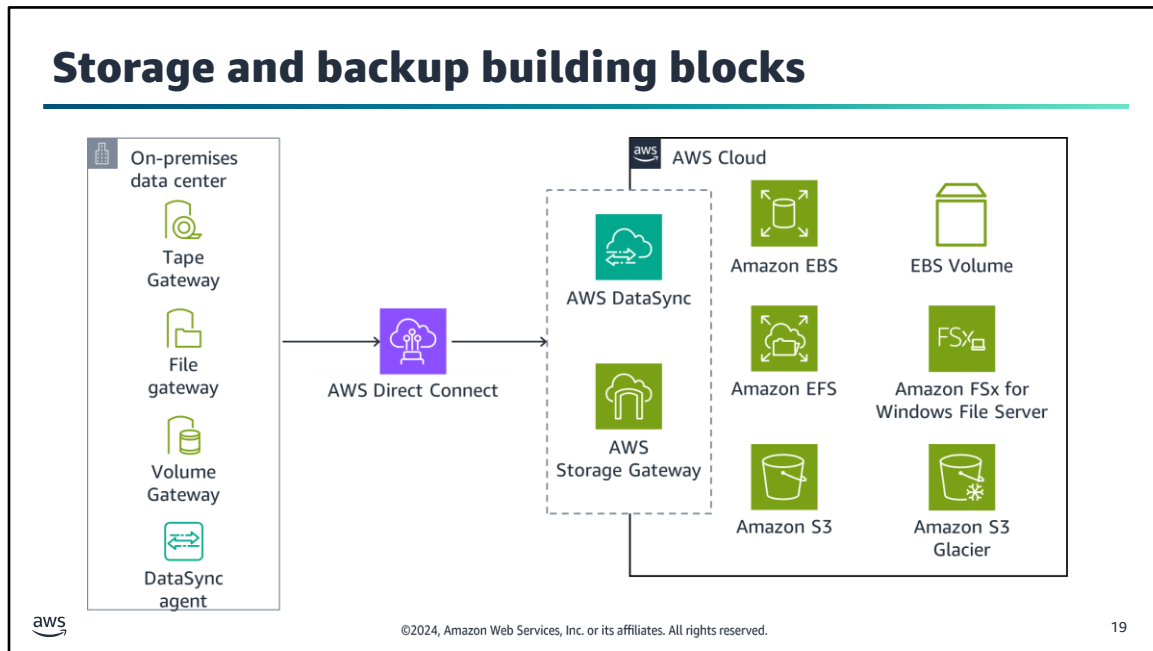 Storage and backup building blocks
On-premises
data center
Tape
Gateway
File
gateway
Volume
Gateway
DataSync
agent
AWS Direct Connect
aws
AWS Cloud
AWS DataSync
AWS
Storage Gateway
Amazon EBS
EBS Volume
Amazon EFS
FSx
Amazon FSx for
Windows File Server
Amazon S3
Amazon S3
Glacier
aws
©2024, Amazon Web Services, Inc. or its affiliates. All rights reserved.
19